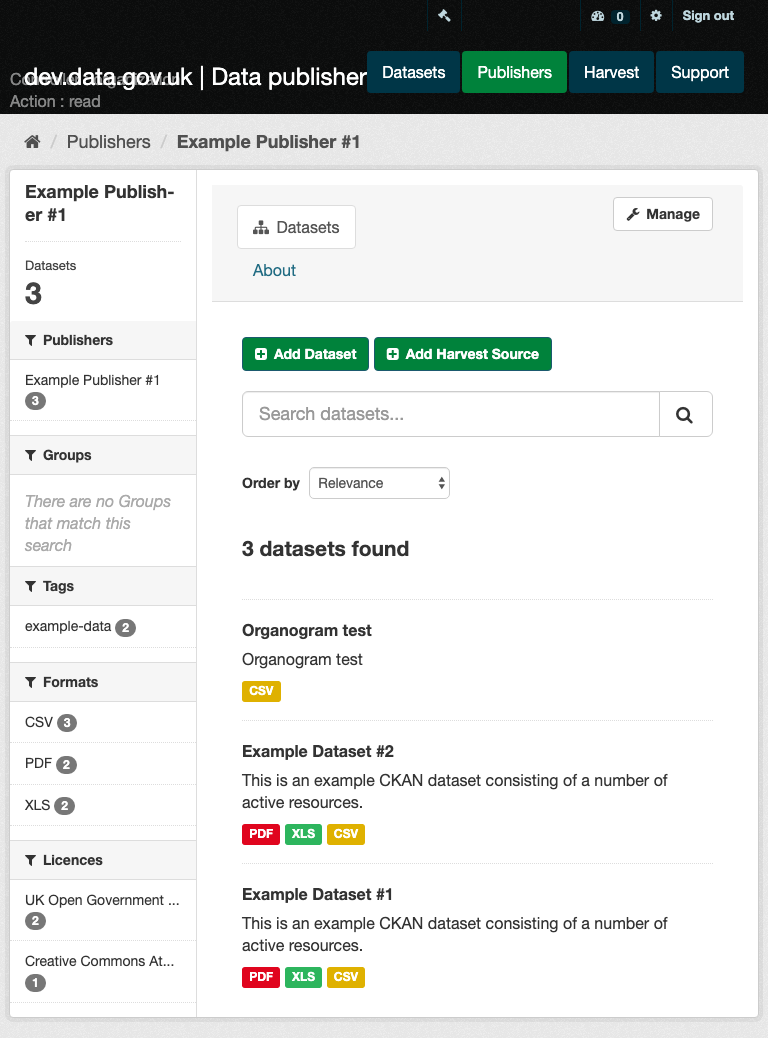 0
Sign out
dev.data.gov.uk | Data publisher
Datasets
Publishers
Harvest
Support
Controller : organization
Action : read
/ Publishers / Example Publisher #1
Example Publish-
er #1
Datasets
3
Publishers
Example Publisher #1
3
Groups
There are no Groups
that match this
search
Tags
example-data 2
Formats
CSV 3
PDF 2
XLS 2
Licences
UK Open Government ...
2
Creative Commons At...
1
Datasets
Manage
About
Add Dataset
Add Harvest Source
Search datasets...
Order by Relevance
3 datasets found
Organogram test
Organogram test
CSV
Example Dataset #2
This is an example CKAN dataset consisting of a number of
active resources.
PDF XLS CSV
Example Dataset #1
This is an example CKAN dataset consisting of a number of
active resources.
PDF XLS CSV